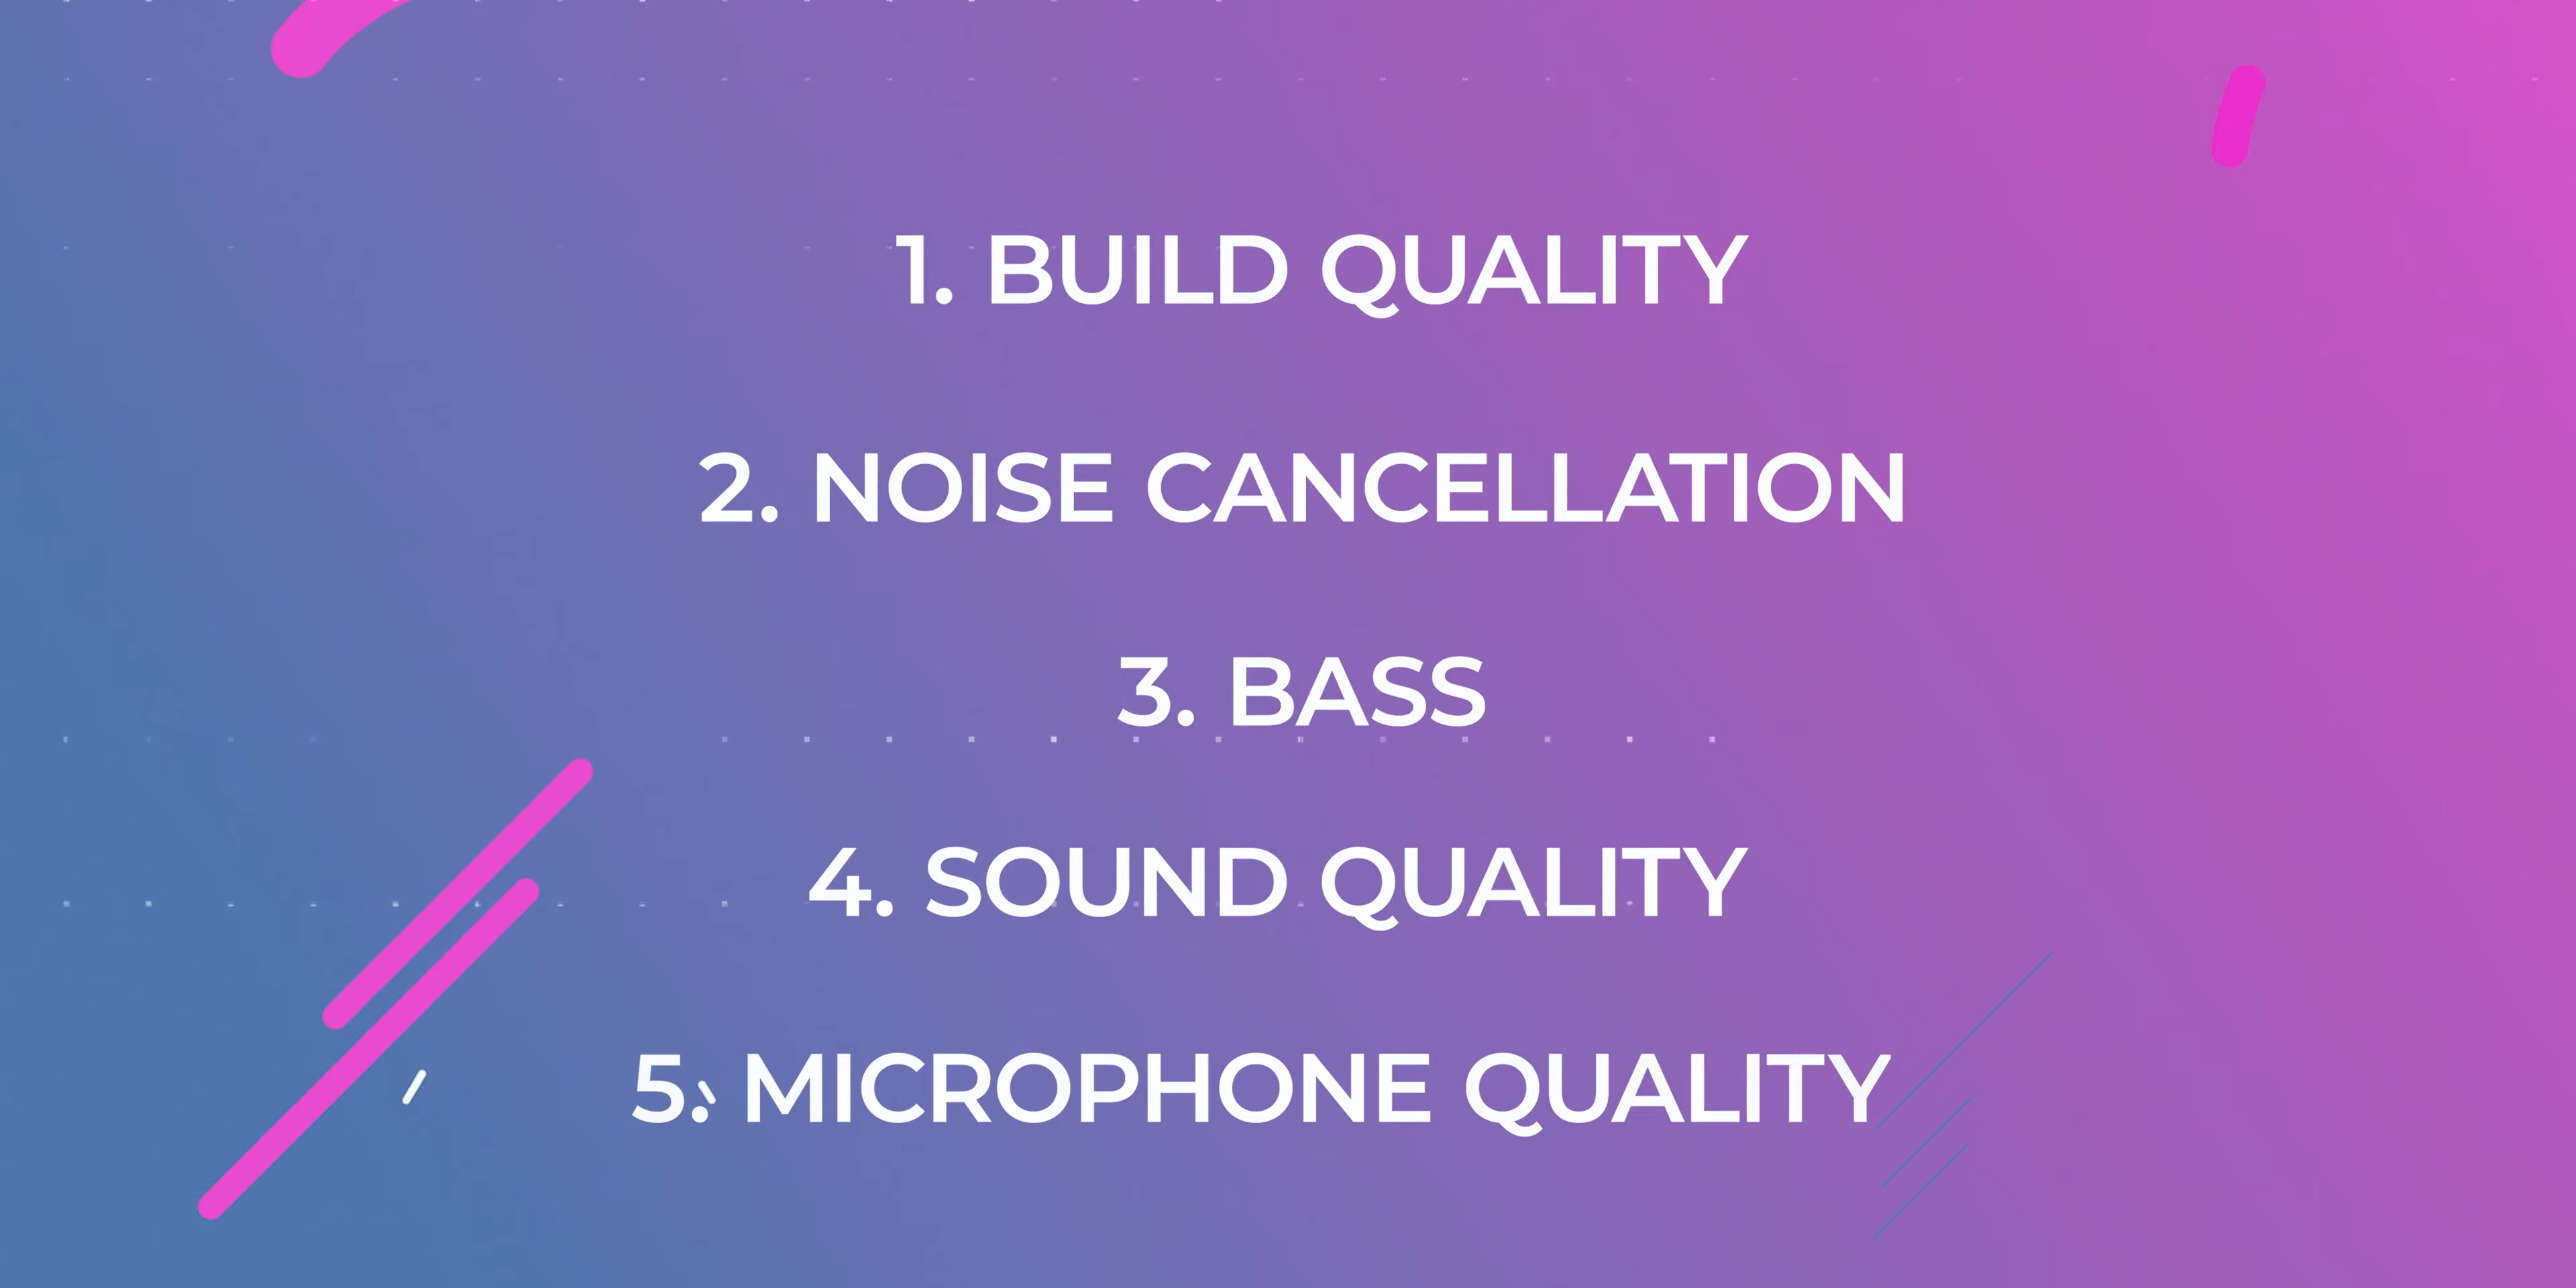 1. BUILD QUALITY
2. NOISE CANCELLATION
3. BASS
4. SOUND QUALITY
5. MICROPHONE QUALITY